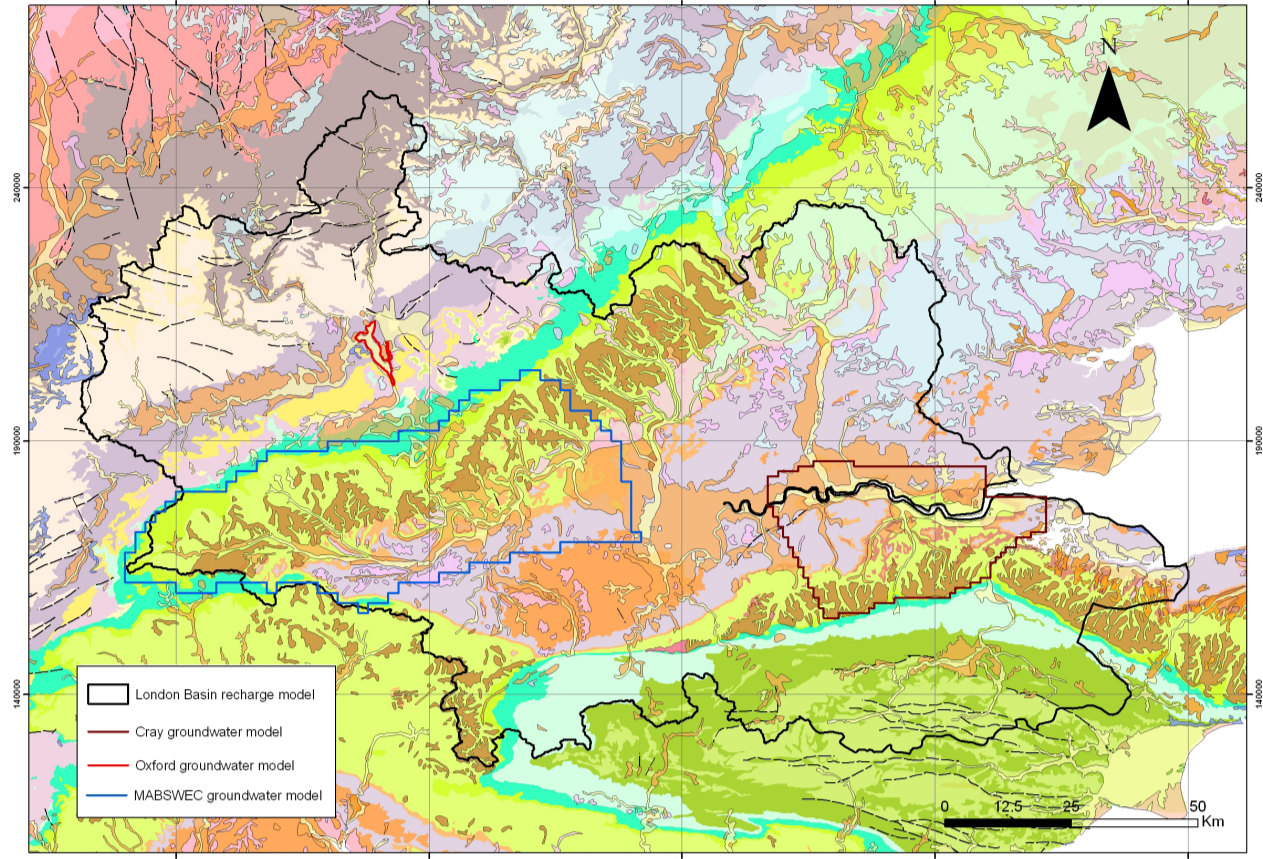 N
240000
240000
190000
190000
140000
140000
London Basin recharge model
Cray groundwater model
Oxford groundwater model
MABSWEC groundwater model
0 12.5 25 50
Km